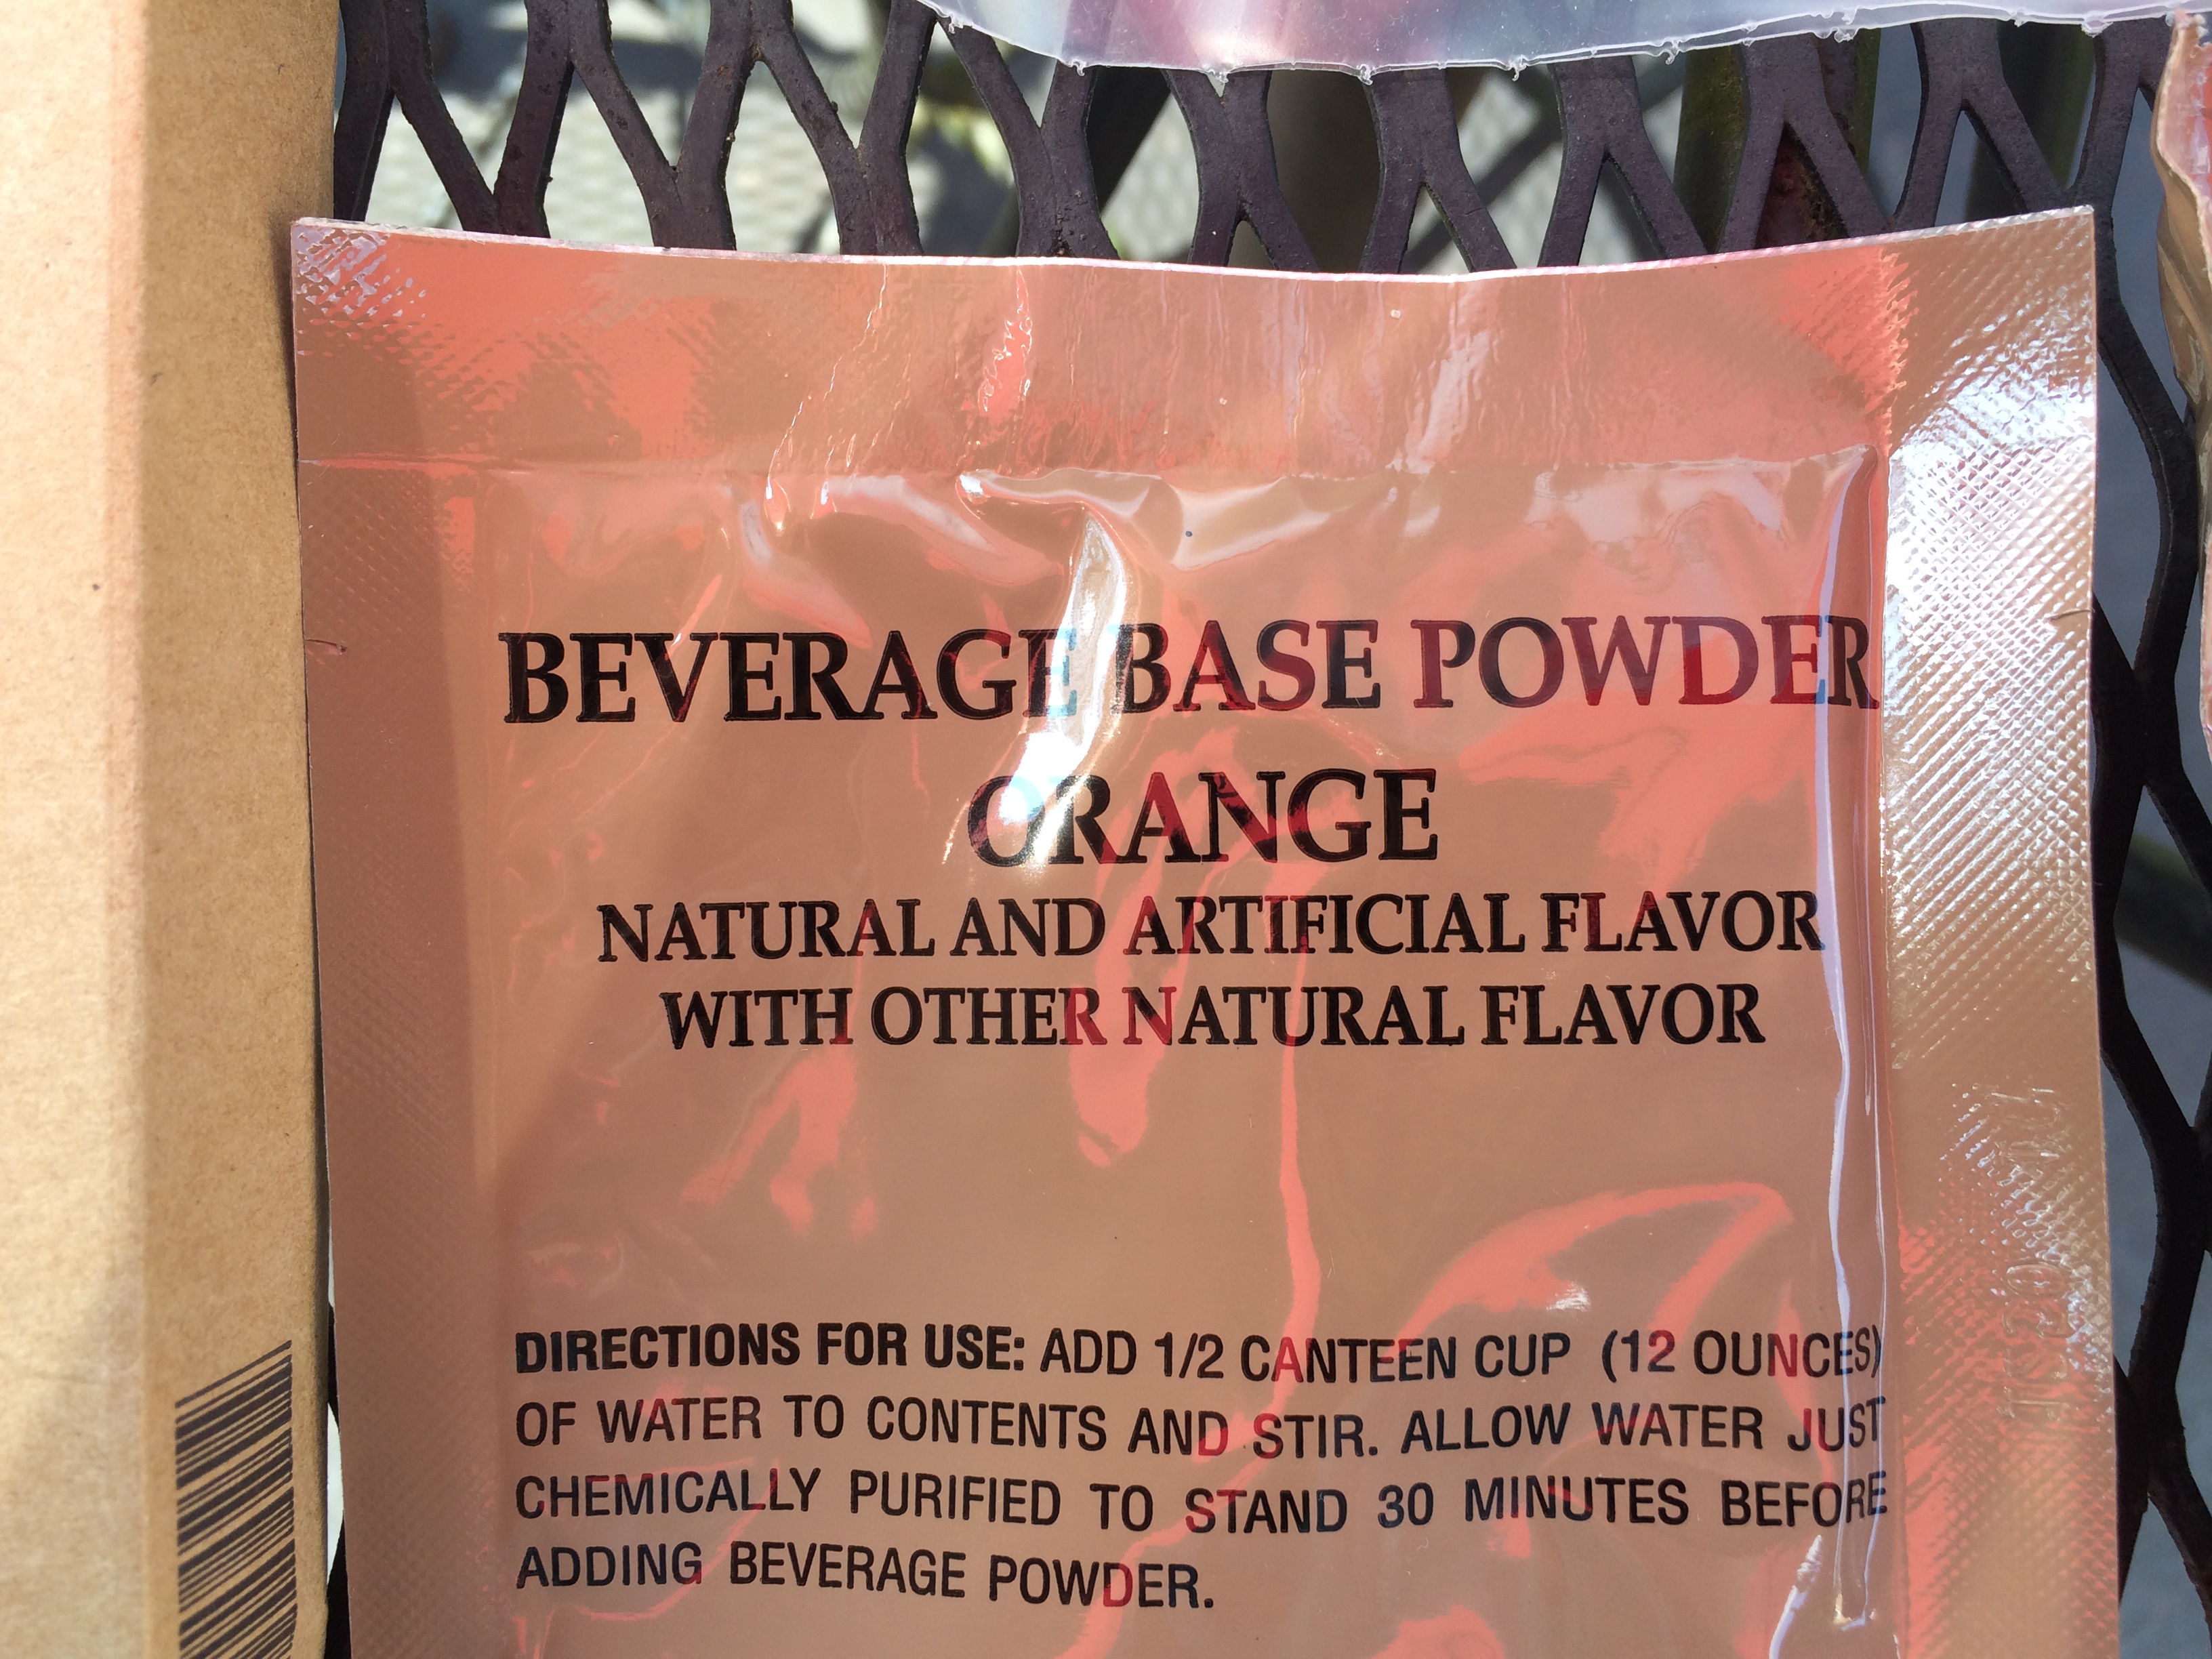 BEVERAGE BASE POWDER
ORANGE
NATURAL AND ARTIFICIAL FLAVOR
WITH OTHER NATURAL FLAVOR
DIRECTIONS FOR USE: ADD 1/2 CANTEEN CUP (12 OUNCES)
OF WATER TO CONTENTS AND STIR. ALLOW WATER JUST
CHEMICALLY PURIFIED TO STAND 30 MINUTES BEFORE
ADDING BEVERAGE POWDER.